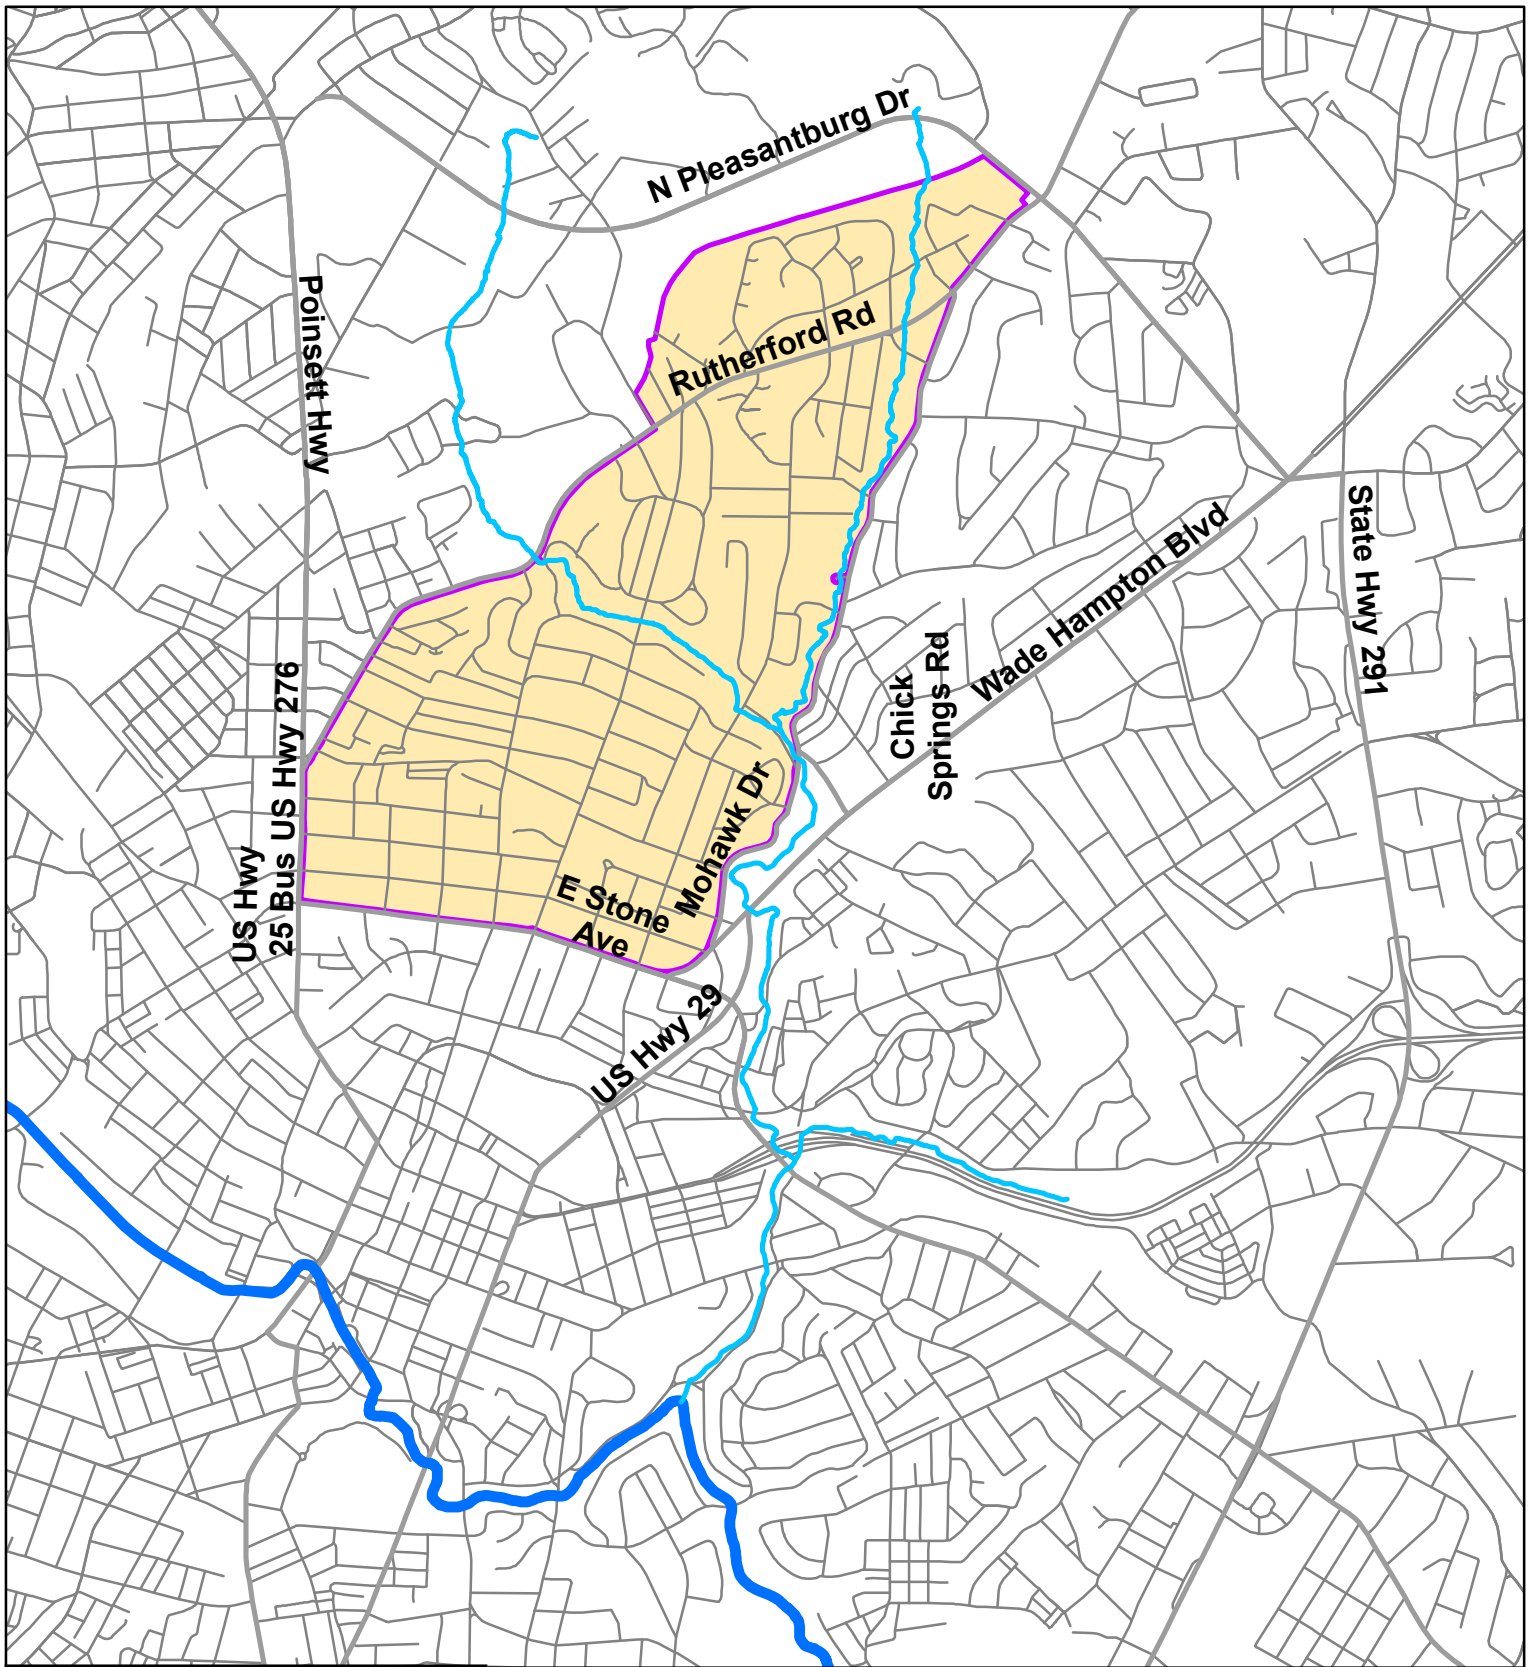 N Pleasantburg Dr
Poinsett Hwy
Rutherford Rd
State Hwy 291
Wade Hampton Blvd
Chick
Springs Rd
US Hwy
25 Bus US Hwy 276
Mohawk Dr
E Stone
Ave
US Hwy 29